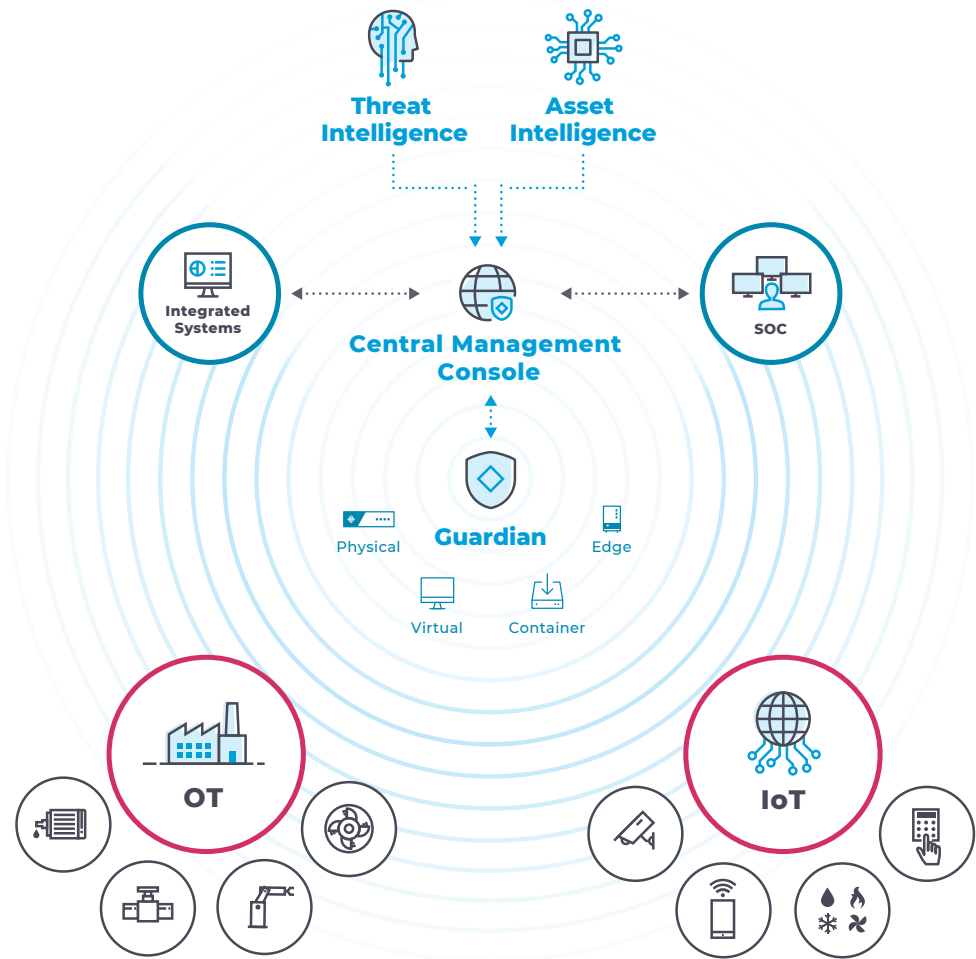 Threat
Intelligence
Asset
Intelligence
Integrated
Systems
SOC
Central Management
Console
Guardian
Physical
Edge
Virtual
Container
OT
IoT